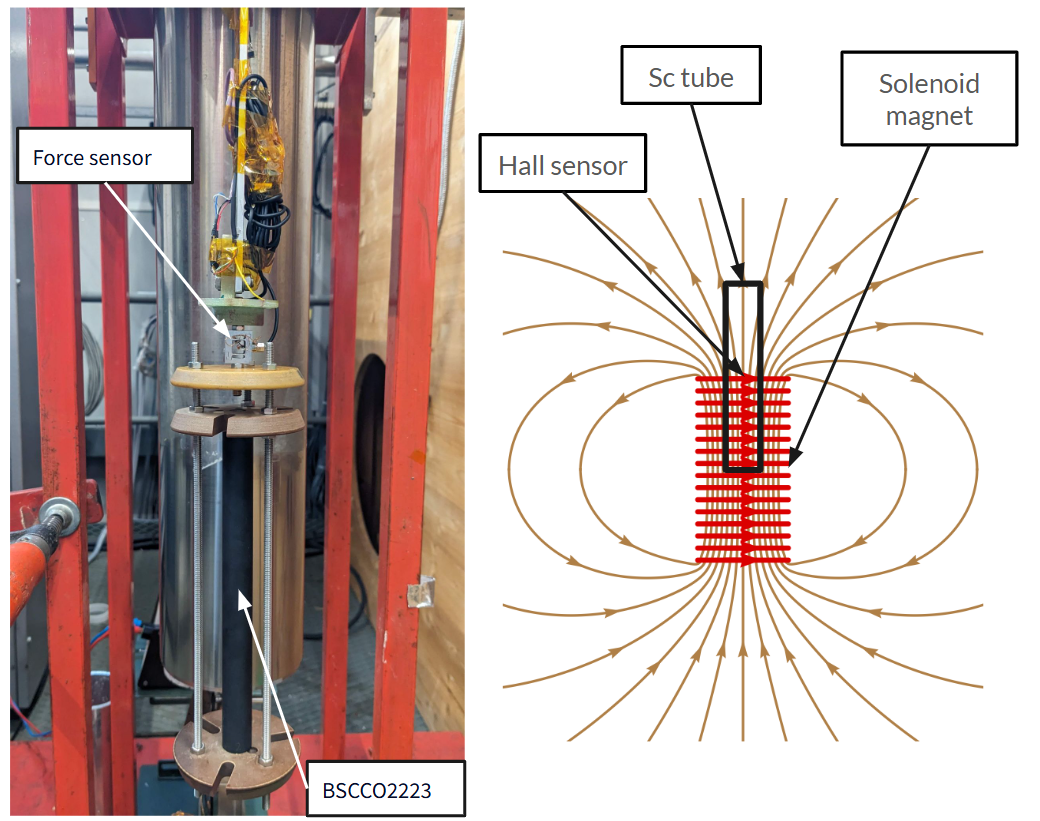 Force sensor
BSCCO2223
Sc tube
Hall sensor
Solenoid
magnet